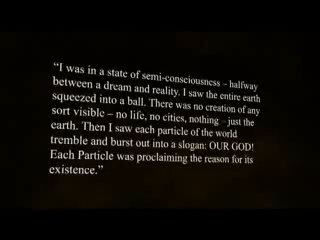 “I was in a state of semi-consciousness – halfway
between a dream and reality. I saw the entire earth
squeezed into a ball. There was no creation of any
sort visible – no life, no cities, nothing – just the
earth. Then I saw each particle of the world
tremble and burst out into a slogan: OUR GOD!
Each Particle was proclaiming the reason for its
existence.”